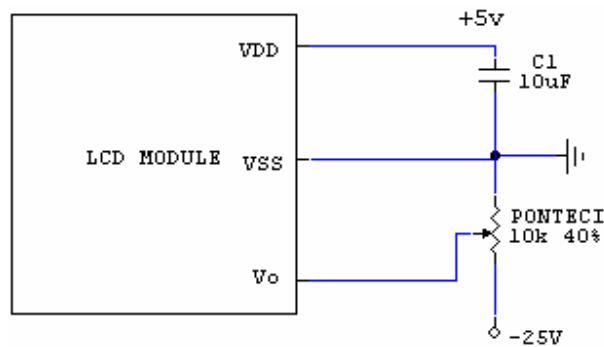 +5v
VDD
C1
10uF
LCD MODULE
VSS
PONTECI
10k 40%
Vo
-25V